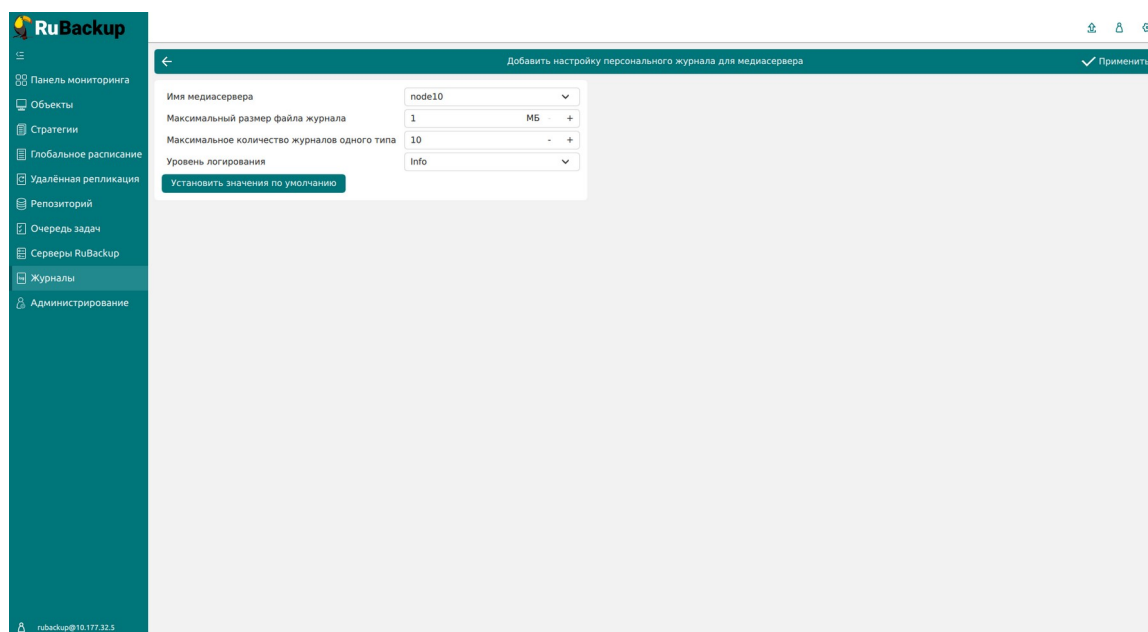 RuBackup
Добавить настройку персонального журнала для медиасервера
Применить
Панель мониторинга
Объекты
Стратегии
Глобальное расписание
Удалённая репликация
Репозиторий
Очередь задач
Серверы RuBackup
Журналы
Администрирование
Имя медиасервера node10
Максимальный размер файла журнала 1 МБ - +
Максимальное количество журналов одного типа 10 - +
Уровень логирования Info
Установить значения по умолчанию
rubackup@10.177.32.5